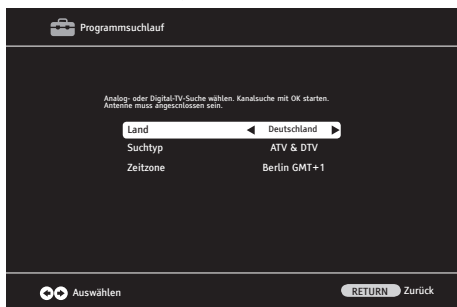 Programmsuchlauf
Analog- oder Digital-TV-Suche wählen. Kanalsuche mit OK starten.
Antenne muss angescnlossen sein.
Land Deutschland
Suchtyp ATV & DTV
Zeitzone Berlin GMT+1
Auswählen RETURN Zurück